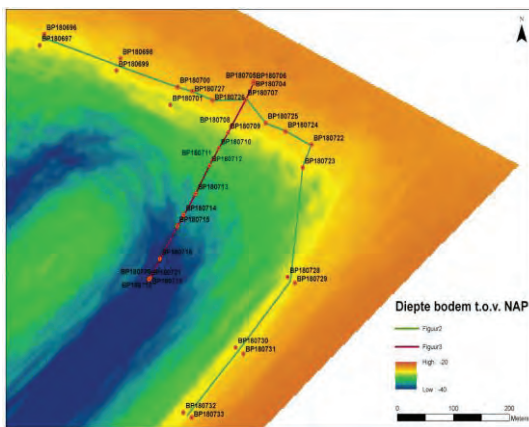 BP180696
BP180697
BP180698
BP180699
BP180700
BP180727
BP180701
BP180726
BP180705
BP180706
BP180704
BP180707
BP180708
BP180709
BP180725
BP180724
BP180722
BP180710
BP180711
BP180712
BP180723
BP180713
BP180714
BP180715
BP180716
BP180721
BP180728
BP180729
BP180730
BP180731
BP180732
BP180733
N
Diepte bodem t.o.v. NAP
Figuur2
Figuur3
High -20
Low -40
0 50 100 200
Meters